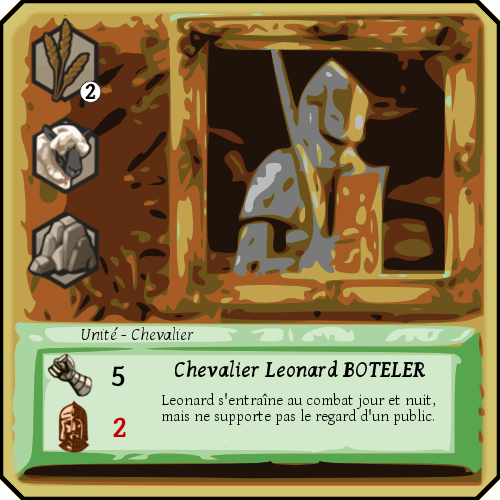 2
Unité - Chevalier
5 Chevalier Leonard BOTELER
2
Leonard s'entraîne au combat jour et nuit,
mais ne supporte pas le regard d'un public.